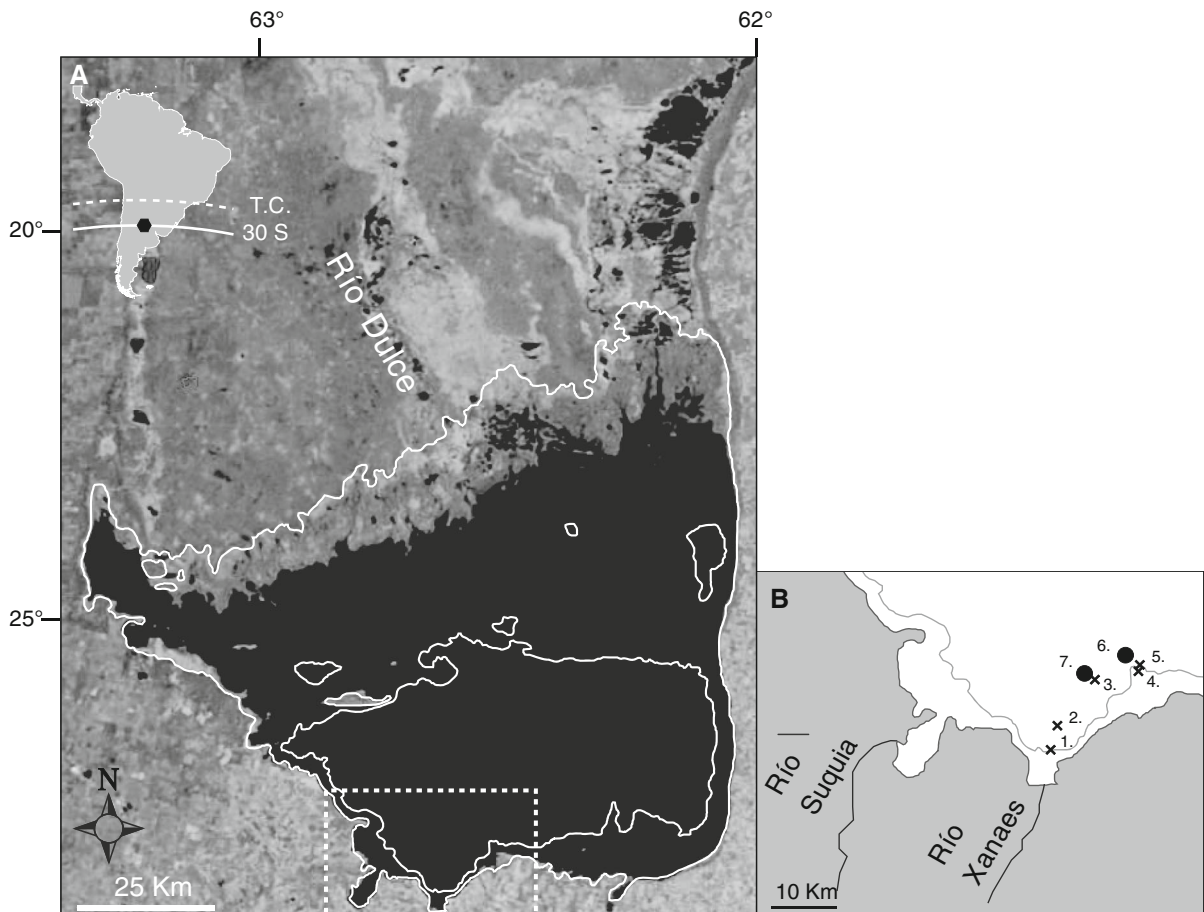 63° 62°
A
T.C.
20°
30 S
Río Dulce
25°
N
25 Km
B
6. 5.
7. 3. 4.
2.
1.
Río
Suquia
Río
Xanaes
10 Km